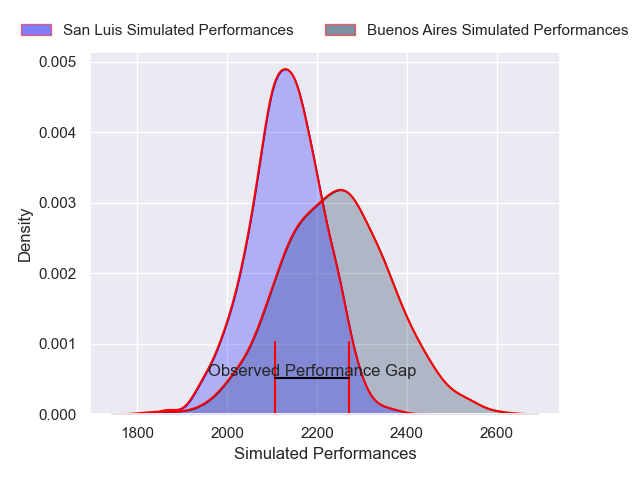 San Luis Simulated Performances
Buenos Aires Simulated Performances
0.005
0.004
0.003
0.002
0.001
0.000
Density
Observed Performance Gap
1800 2000 2200 2400 2600
Simulated Performances